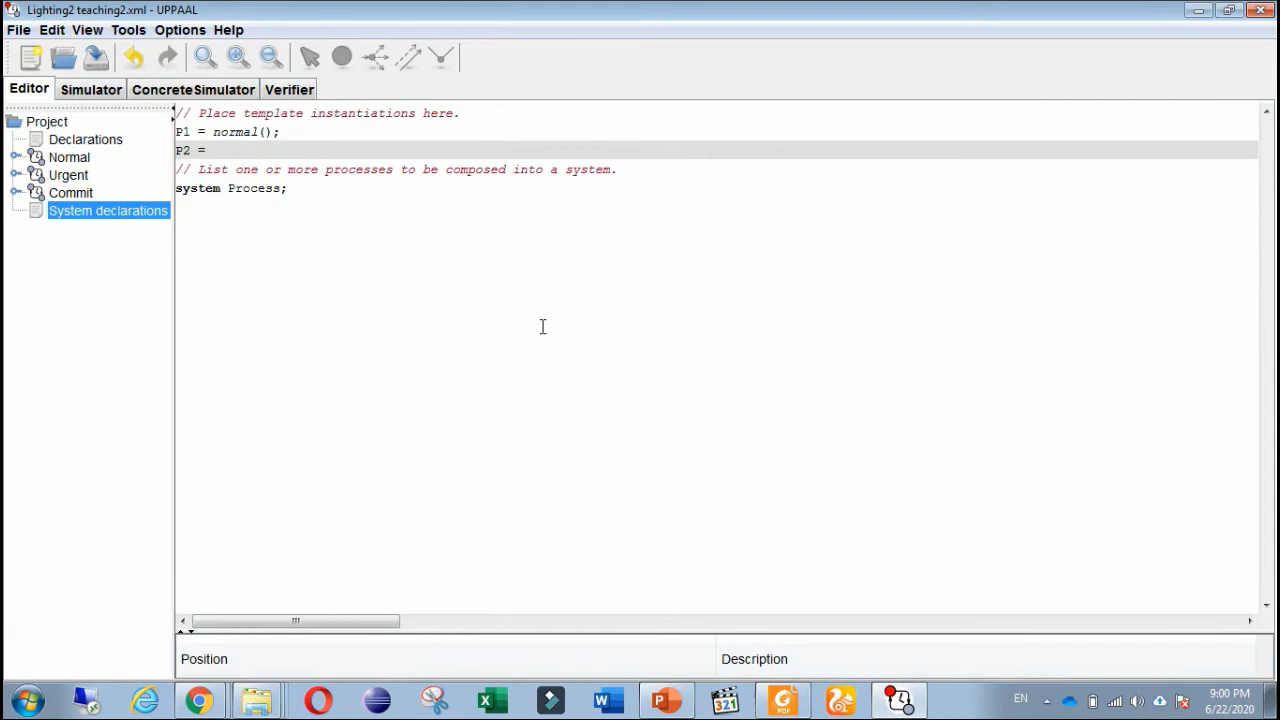 Lighting2 teaching2.xml - UPPAAL
File Edit View Tools Options Help
Editor Simulator ConcreteSimulator Verifier
Project
Declarations
Normal
Urgent
Commit
System declarations
// Place template instantiations here.
P1 = normal();
P2 =
// List one or more processes to be composed into a system.
system Process;
Position Description
321
PDF
EN
9:00 PM
6/22/2020